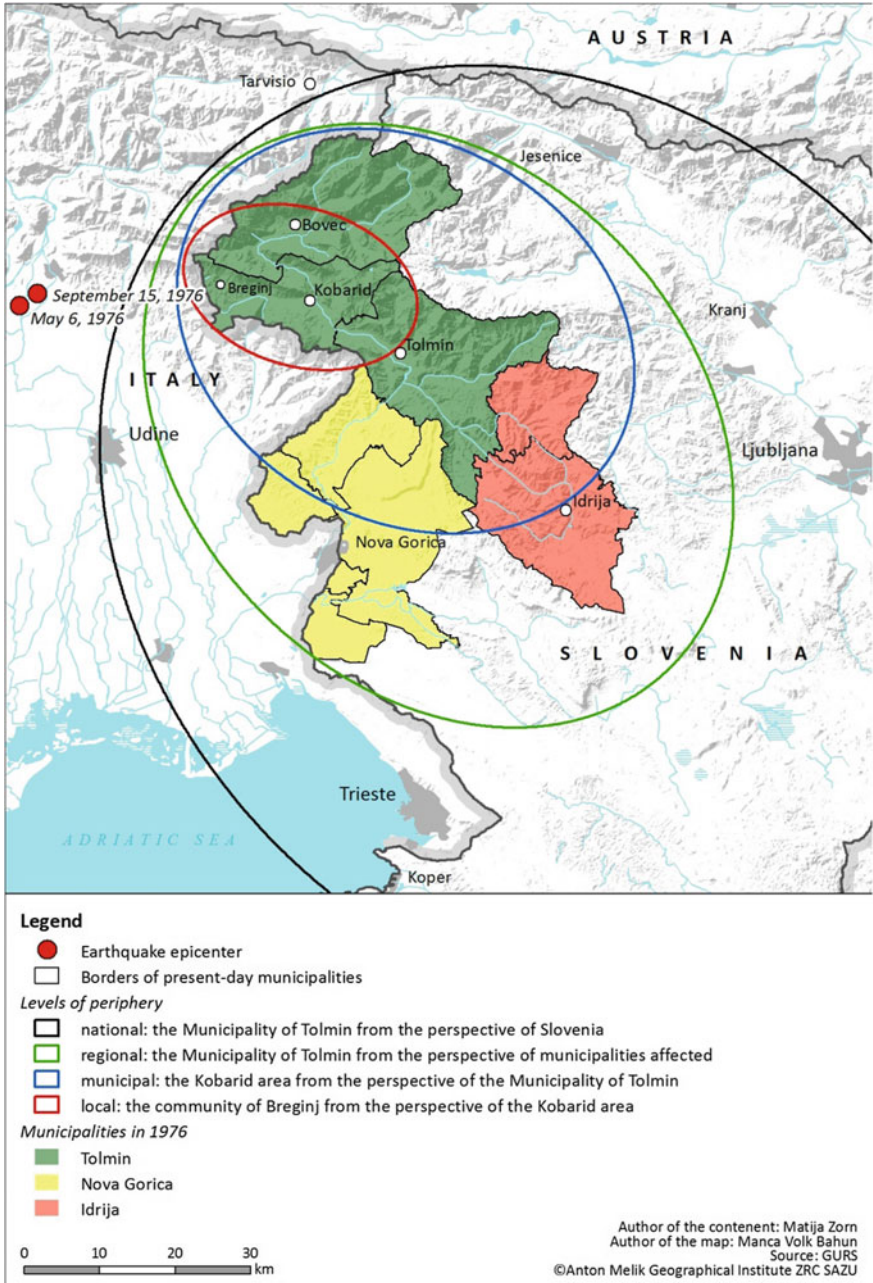 AUSTRIA
Tarvisio
Jesenice
Bovec
Breginj
Kobarid
September 15, 1976
May 6, 1976
Kranj
Tolmin
ITALY
Udine
Ljubljana
Idrija
Nova Gorica
SLOVENIA
Trieste
ADRIATIC SEA
Koper
Legend
Earthquake epicenter
Borders of present-day municipalities
Levels of periphery
national: the Municipality of Tolmin from the perspective of Slovenia
regional: the Municipality of Tolmin from the perspective of municipalities affected
municipal: the Kobarid area from the perspective of the Municipality of Tolmin
local: the community of Breginj from the perspective of the Kobarid area
Municipalities in 1976
Tolmin
Nova Gorica
Idrija
0 10 20 30
km
Author of the contenent: Matija Zorn
Author of the map: Manca Volk Bahun
Source: GURS
©Anton Melik Geographical Institute ZRC SAZU